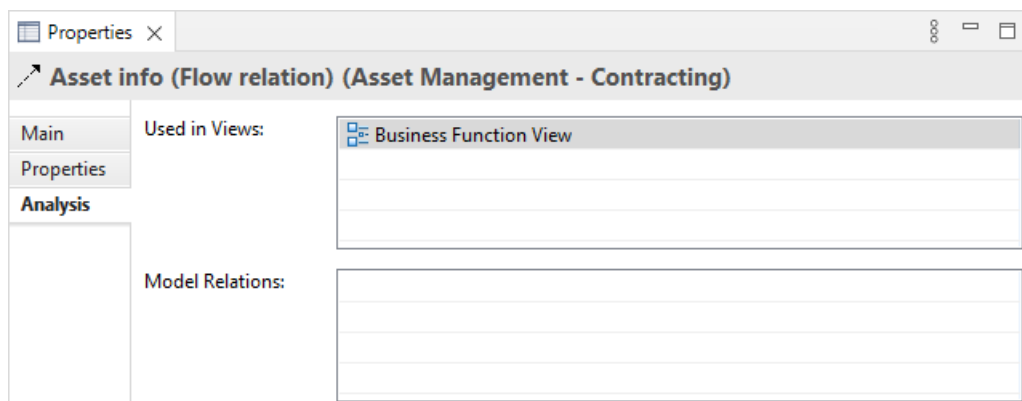 Properties
Asset info (Flow relation) (Asset Management - Contracting)
Main
Properties
Analysis
Used in Views:
Business Function View
Model Relations: